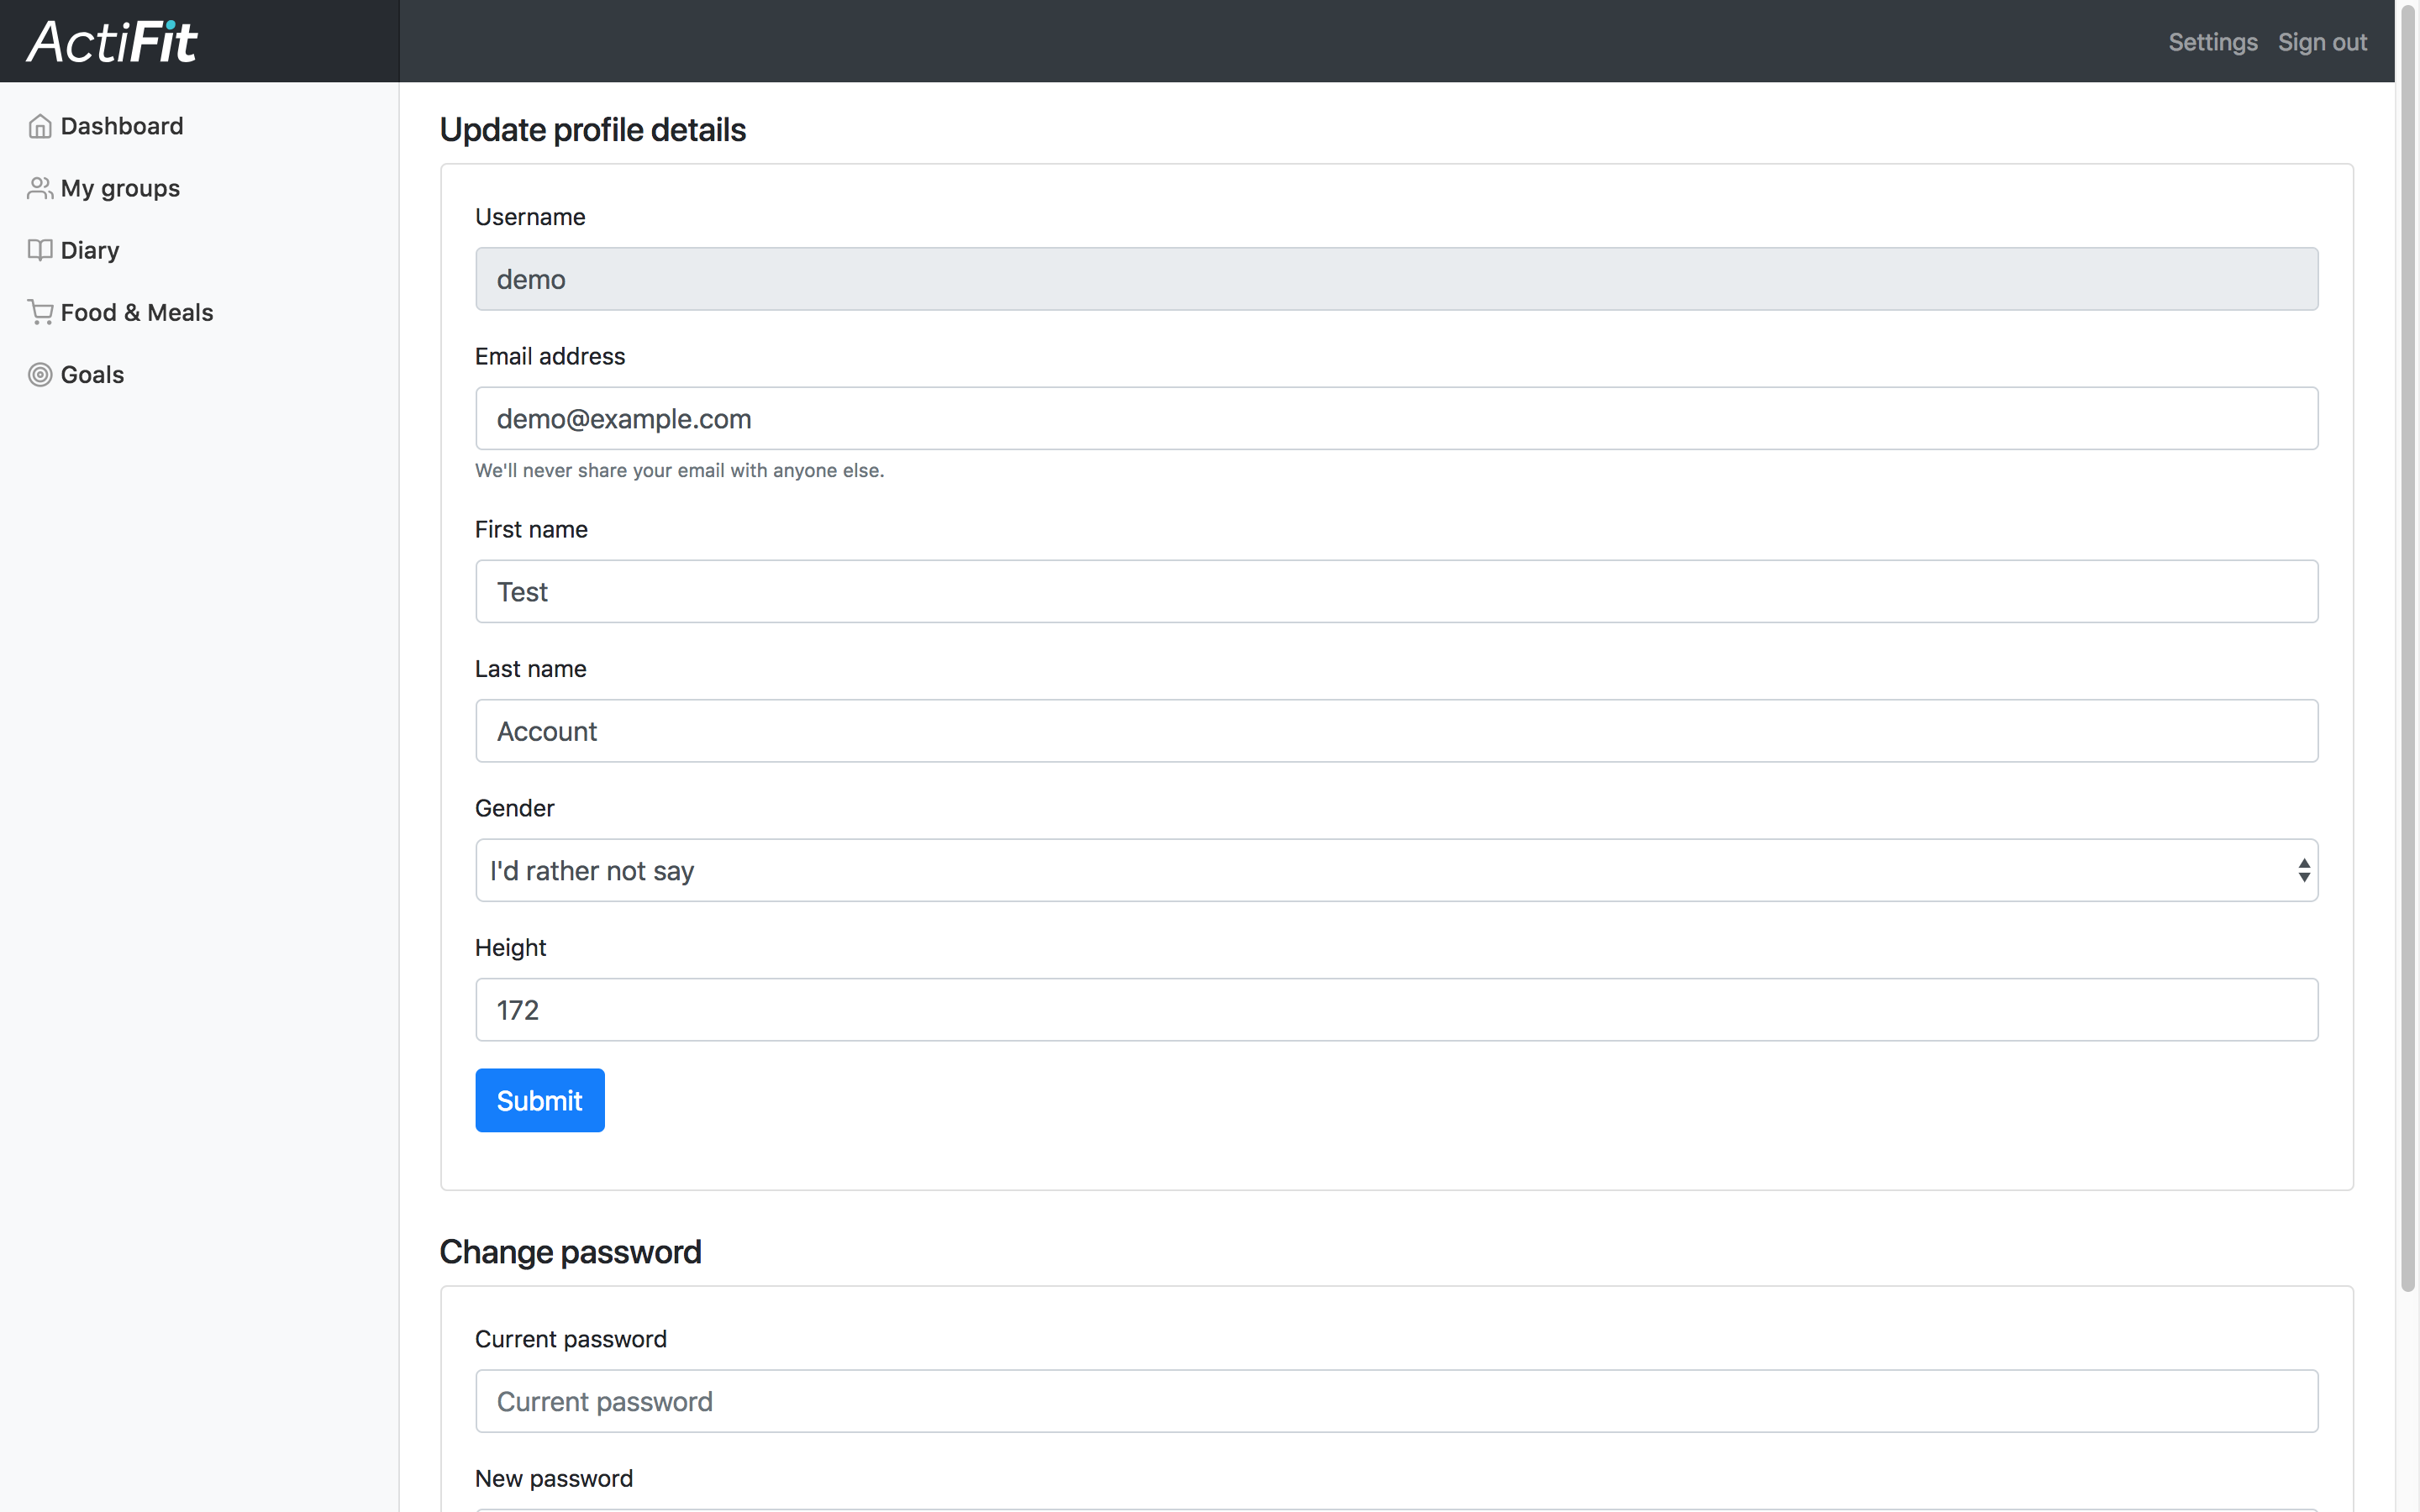 ActiFit
Settings Sign out
Dashboard
My groups
Diary
Food & Meals
Goals
Update profile details
Username
demo
Email address
demo@example.com
We'll never share your email with anyone else.
First name
Test
Last name
Account
Gender
I'd rather not say
Height
172
Submit
Change password
Current password
Current password
New password